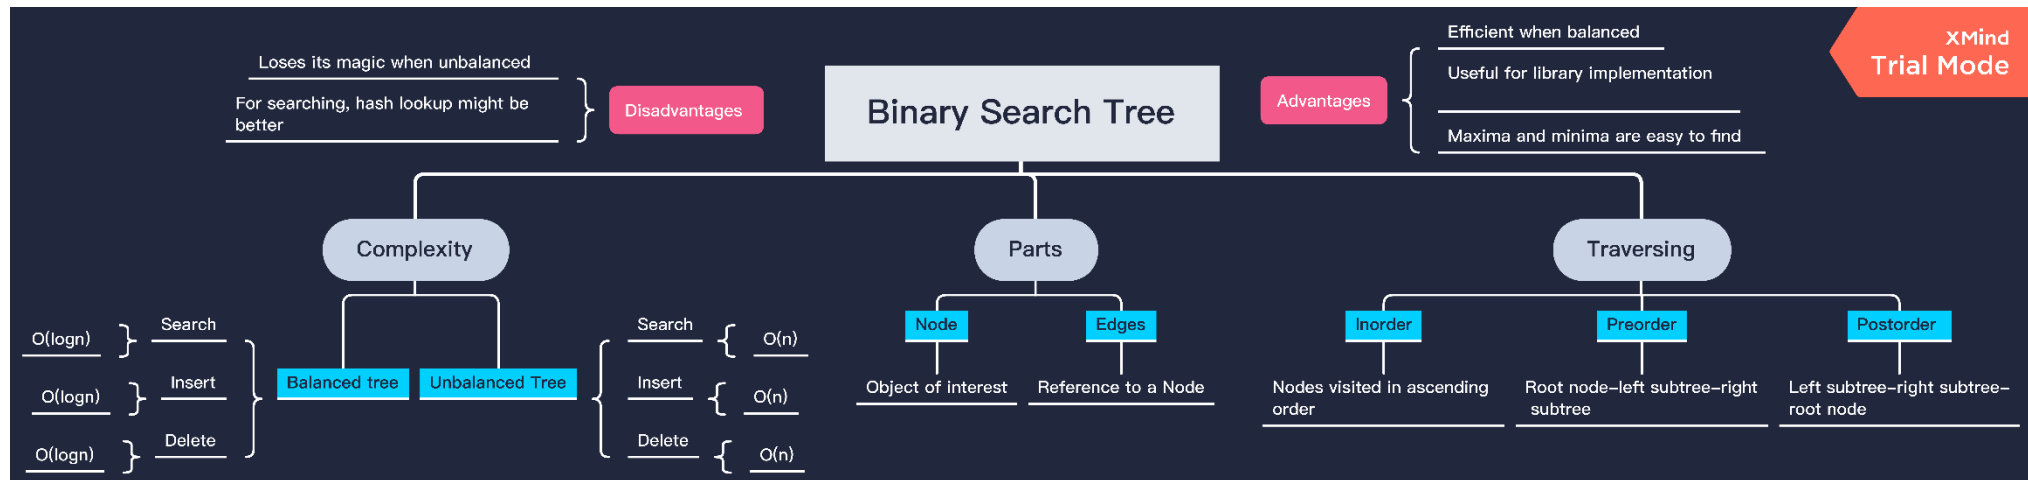 XMind
Trial Mode
Binary Search Tree
Disadvantages
Loses its magic when unbalanced
For searching, hash lookup might be
better
Advantages
Efficient when balanced
Useful for library implementation
Maxima and minima are easy to find
Complexity
Balanced tree
Search
O(logn)
Insert
O(logn)
Delete
O(logn)
Unbalanced Tree
Search
O(n)
Insert
O(n)
Delete
O(n)
Parts
Node
Object of interest
Edges
Reference to a Node
Traversing
Inorder
Nodes visited in ascending
order
Preorder
Root node-left subtree-right
subtree
Postorder
Left subtree-right subtree-
root node